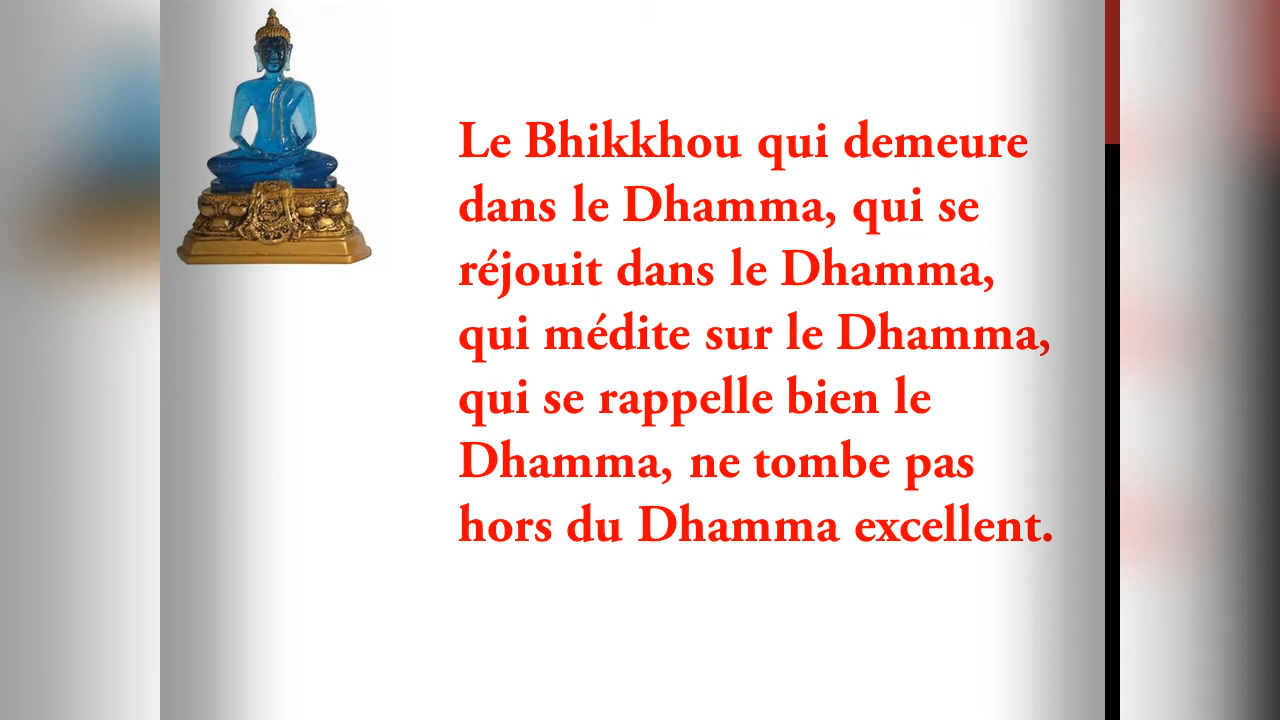 Le Bhikkhou qui demeure
dans le Dhamma, qui se
réjouit dans le Dhamma,
qui médite sur le Dhamma,
qui se rappelle bien le
Dhamma, ne tombe pas
hors du Dhamma excellent.